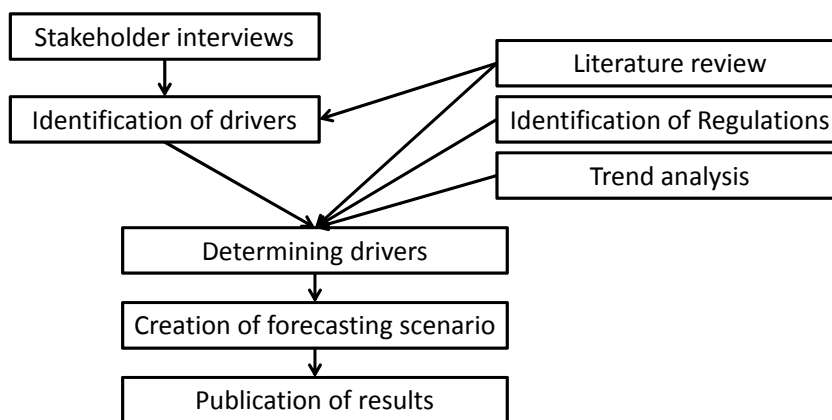 Stakeholder interviews
Literature review
Identification of drivers
Identification of Regulations
Trend analysis
Determining drivers
Creation of forecasting scenario
Publication of results